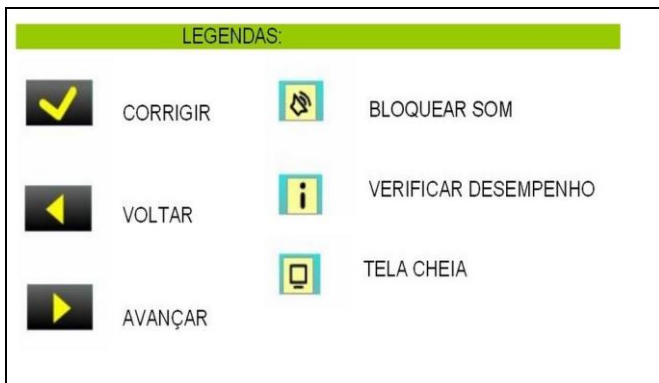 LEGENDAS:
CORRIGIR
VOLTAR
AVANÇAR
BLOQUEAR SOM
VERIFICAR DESEMPENHO
TELA CHEIA